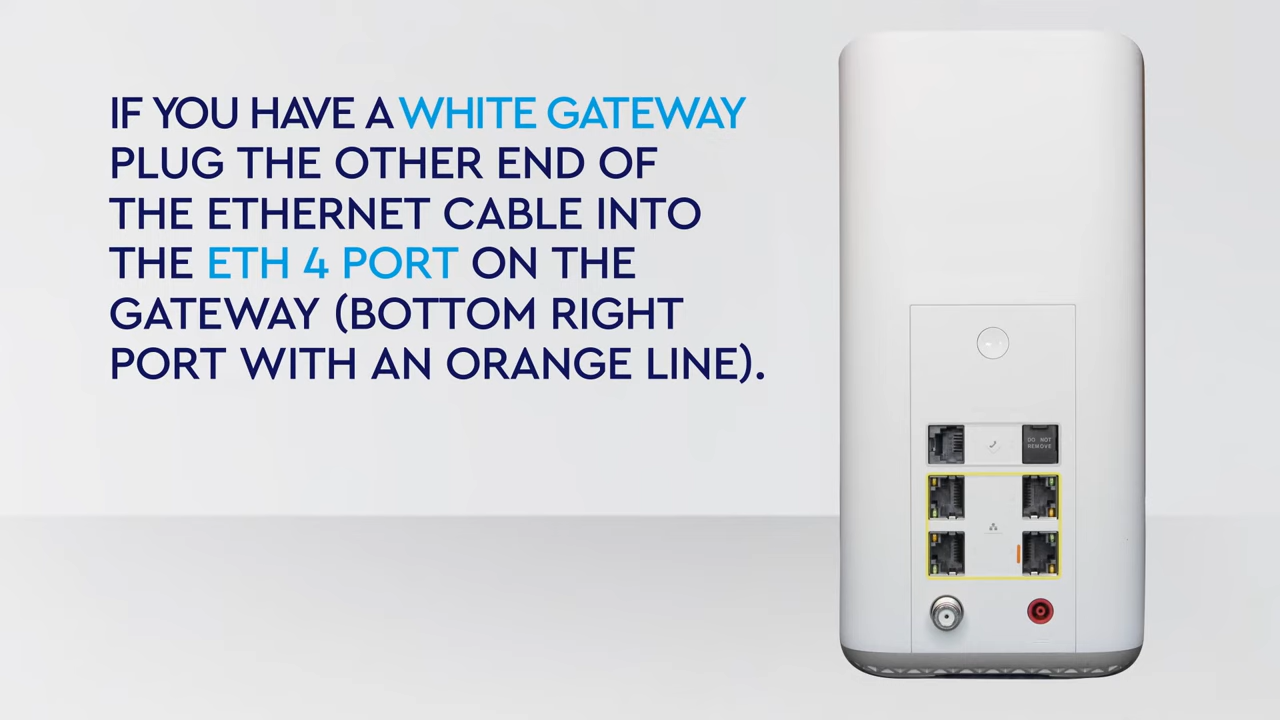 IF YOU HAVE A WHITE GATEWAY
PLUG THE OTHER END OF
THE ETHERNET CABLE INTO
THE ETH 4 PORT ON THE
GATEWAY (BOTTOM RIGHT
PORT WITH AN ORANGE LINE).
DO NOT
REMOVE